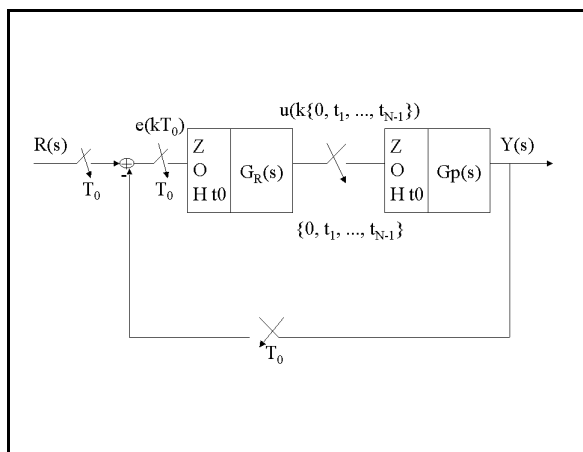 u(k{0, t1, ..., tN-1})
e(kT0)
R(s)
Z
O
H t0
GR(s)
Z
O
H t0
Gp(s)
Y(s)
-
T0
T0
{0, t1, ..., tN-1}
T0